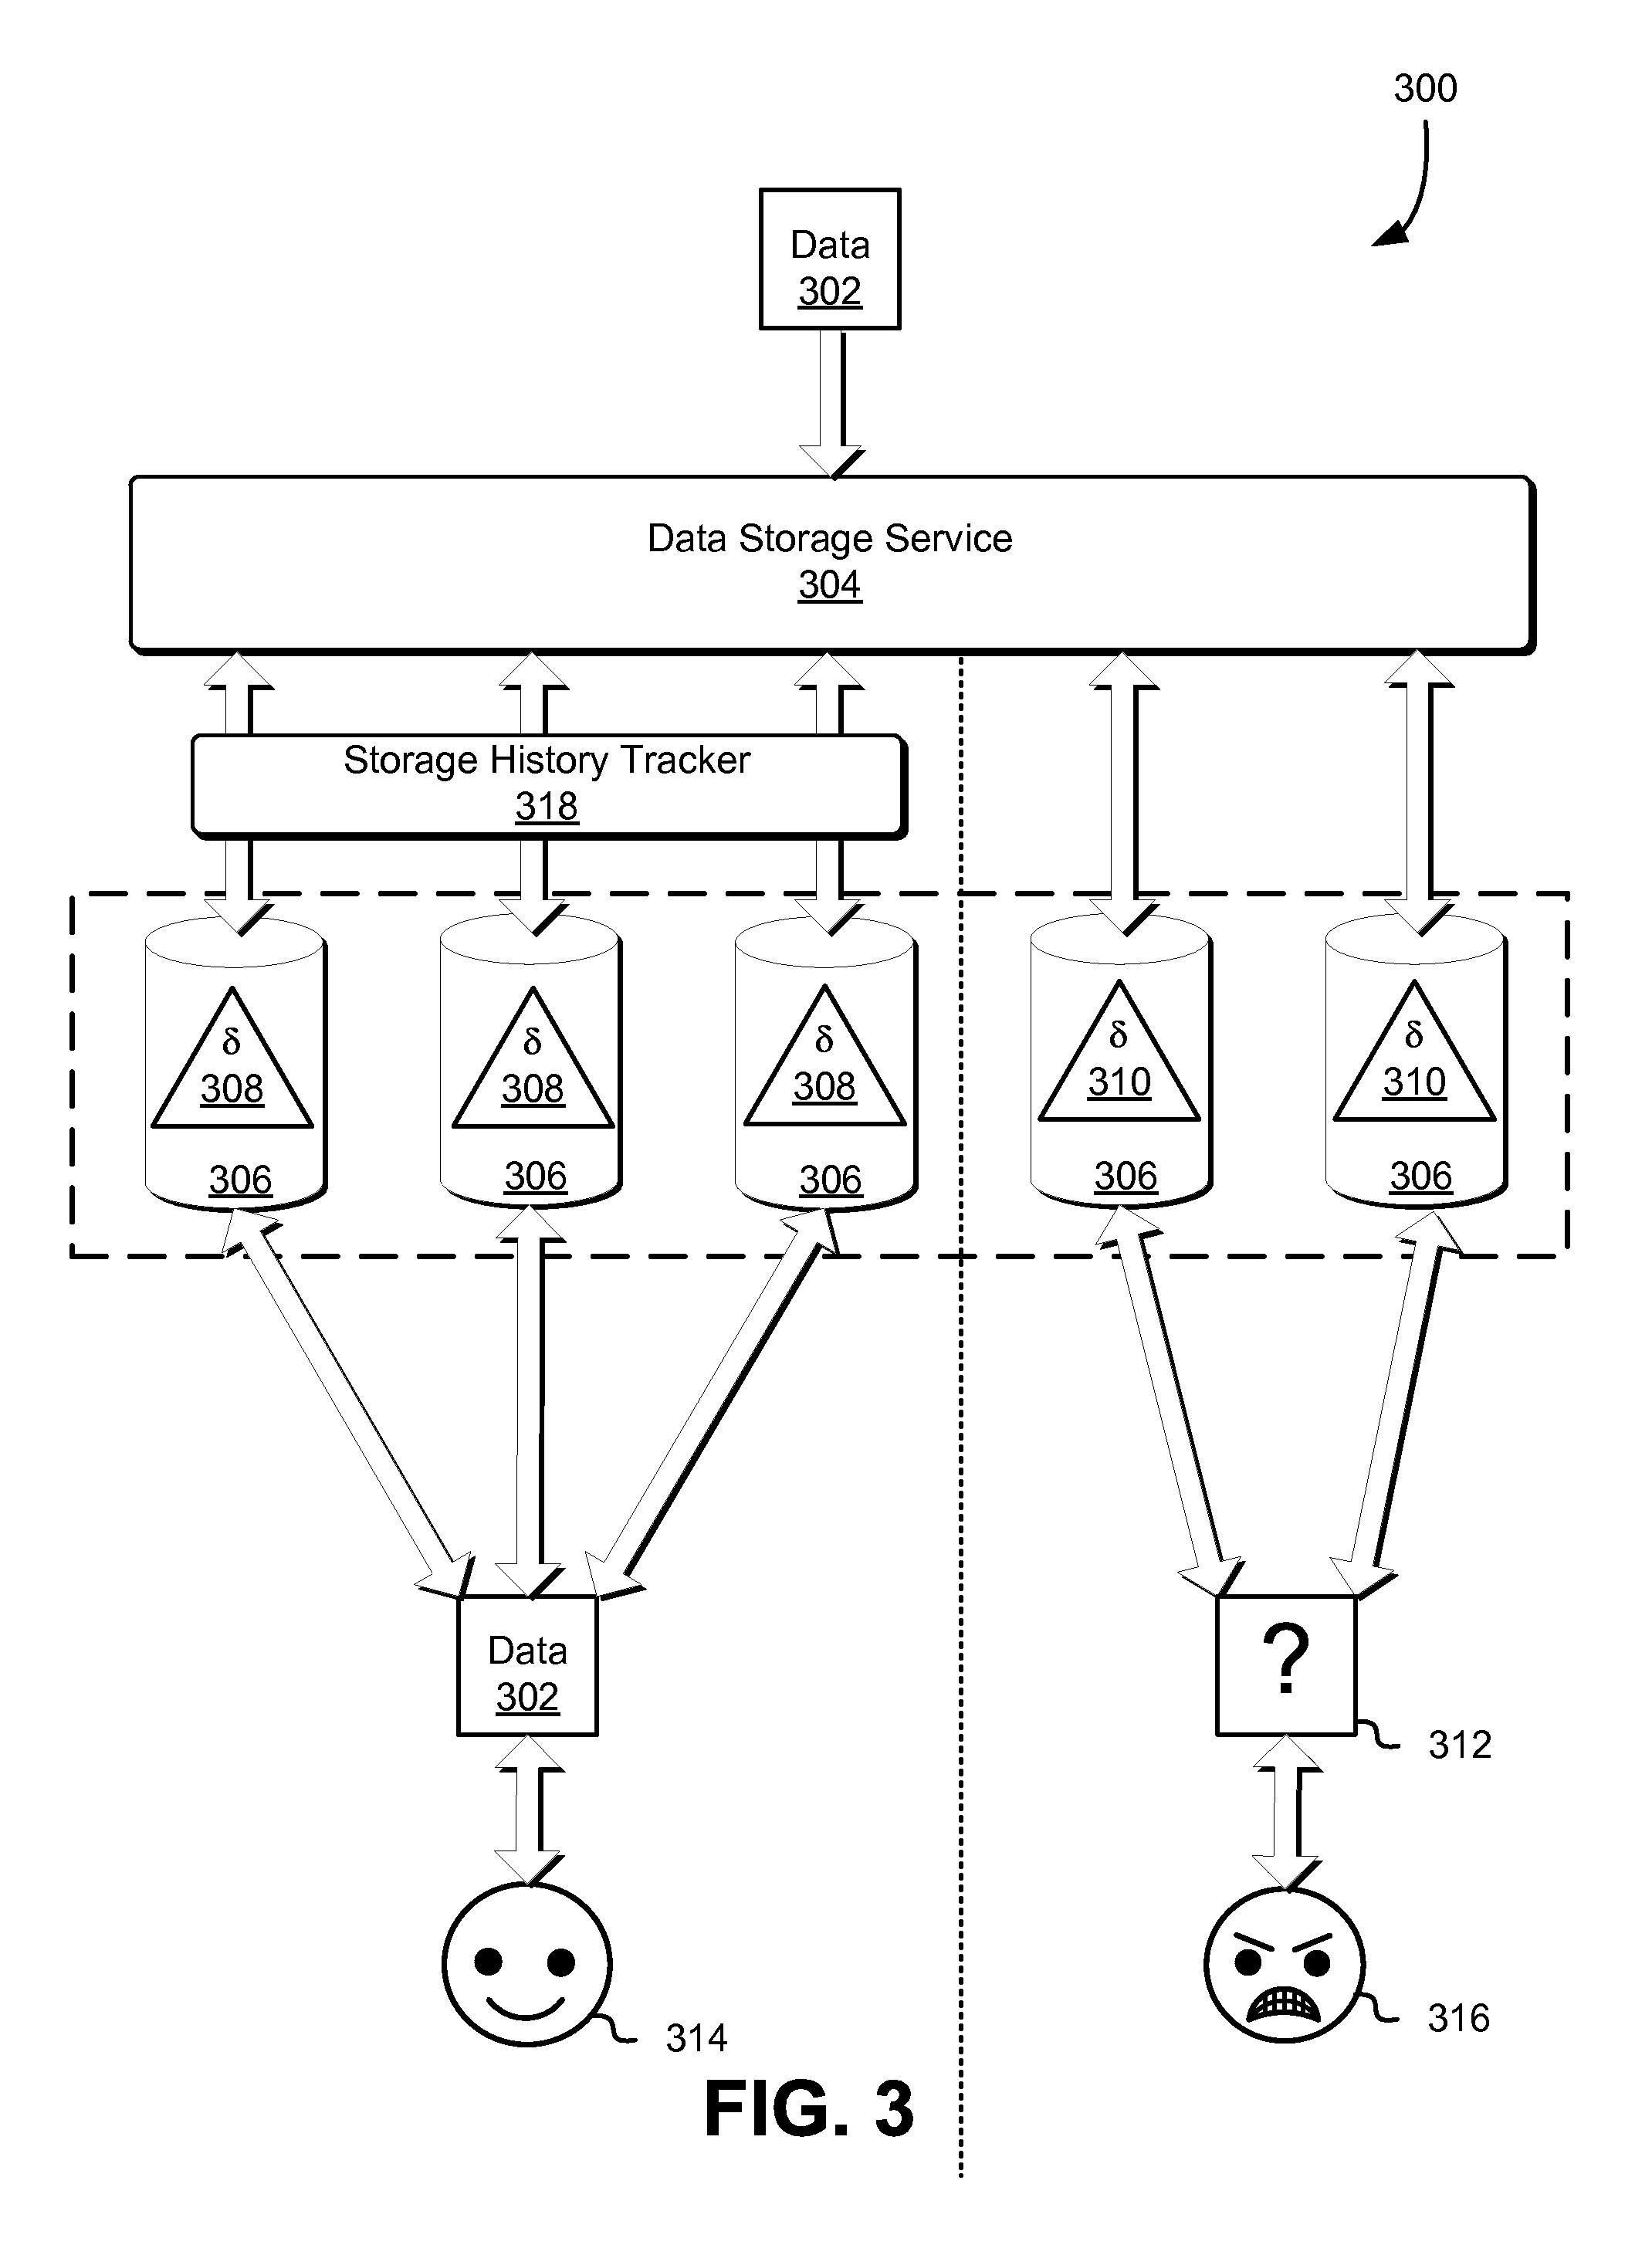 300
Data
302
Data Storage Service
304
Storage History Tracker
318
δ
308
306
δ
308
306
δ
308
306
δ
310
306
δ
310
306
Data
302
?
312
314
316
FIG. 3